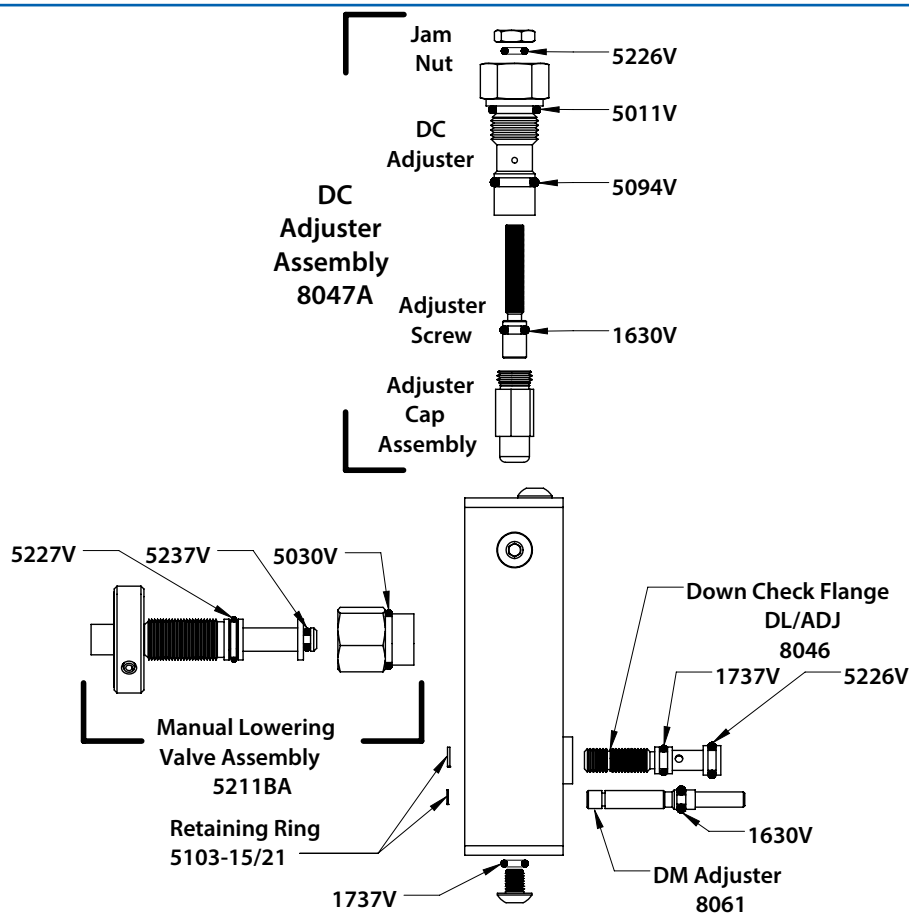 Jam
Nut
5226V
5011V
DC
Adjuster
5094V
DC
Adjuster
Assembly
8047A
Adjuster
Screw
1630V
Adjuster
Cap
Assembly
5227V
5237V
5030V
Down Check Flange
DL/ADJ
8046
1737V
5226V
Manual Lowering
Valve Assembly
5211BA
Retaining Ring
5103-15/21
1630V
1737V
DM Adjuster
8061